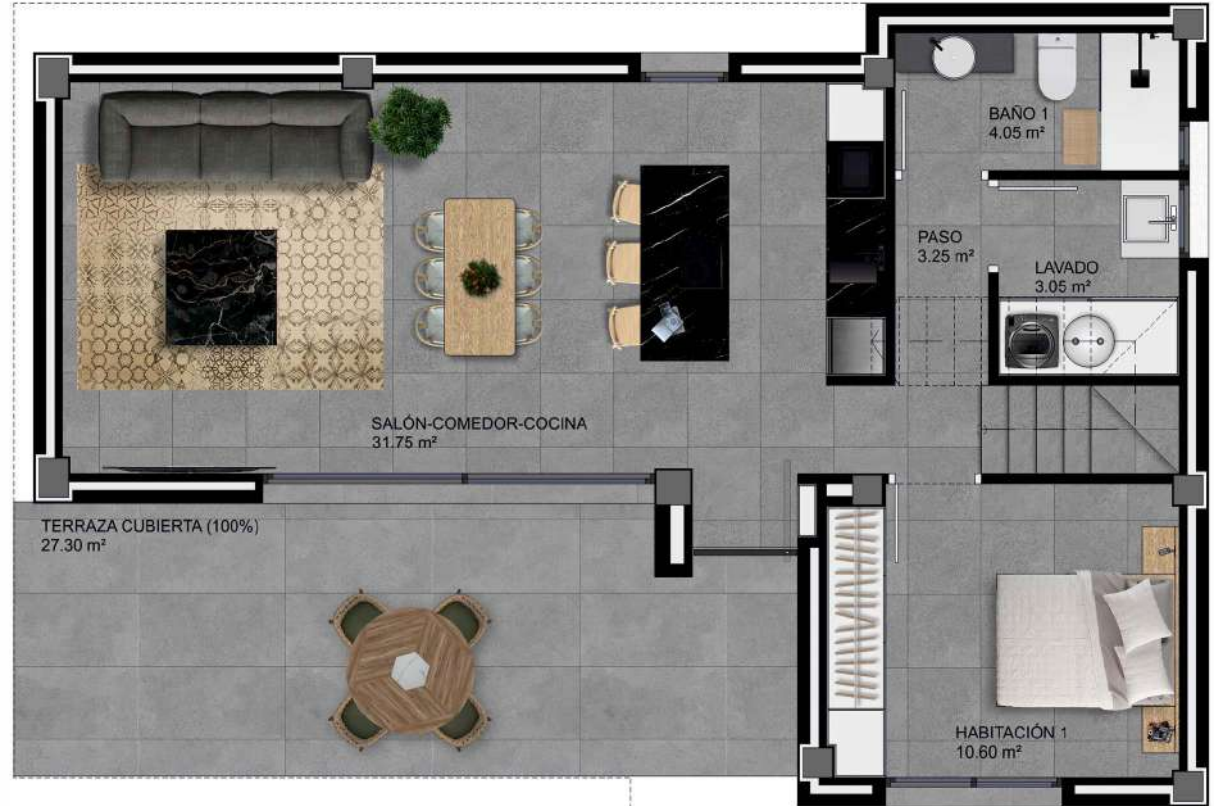 BAÑO 1
4.05 m²
PASO
3.25 m²
LAVADO
3.05 m²
SALÓN-COMEDOR-COCINA
31.75 m²
TERRAZA CUBIERTA (100%)
27.30 m²
HABITACIÓN 1
10.60 m²